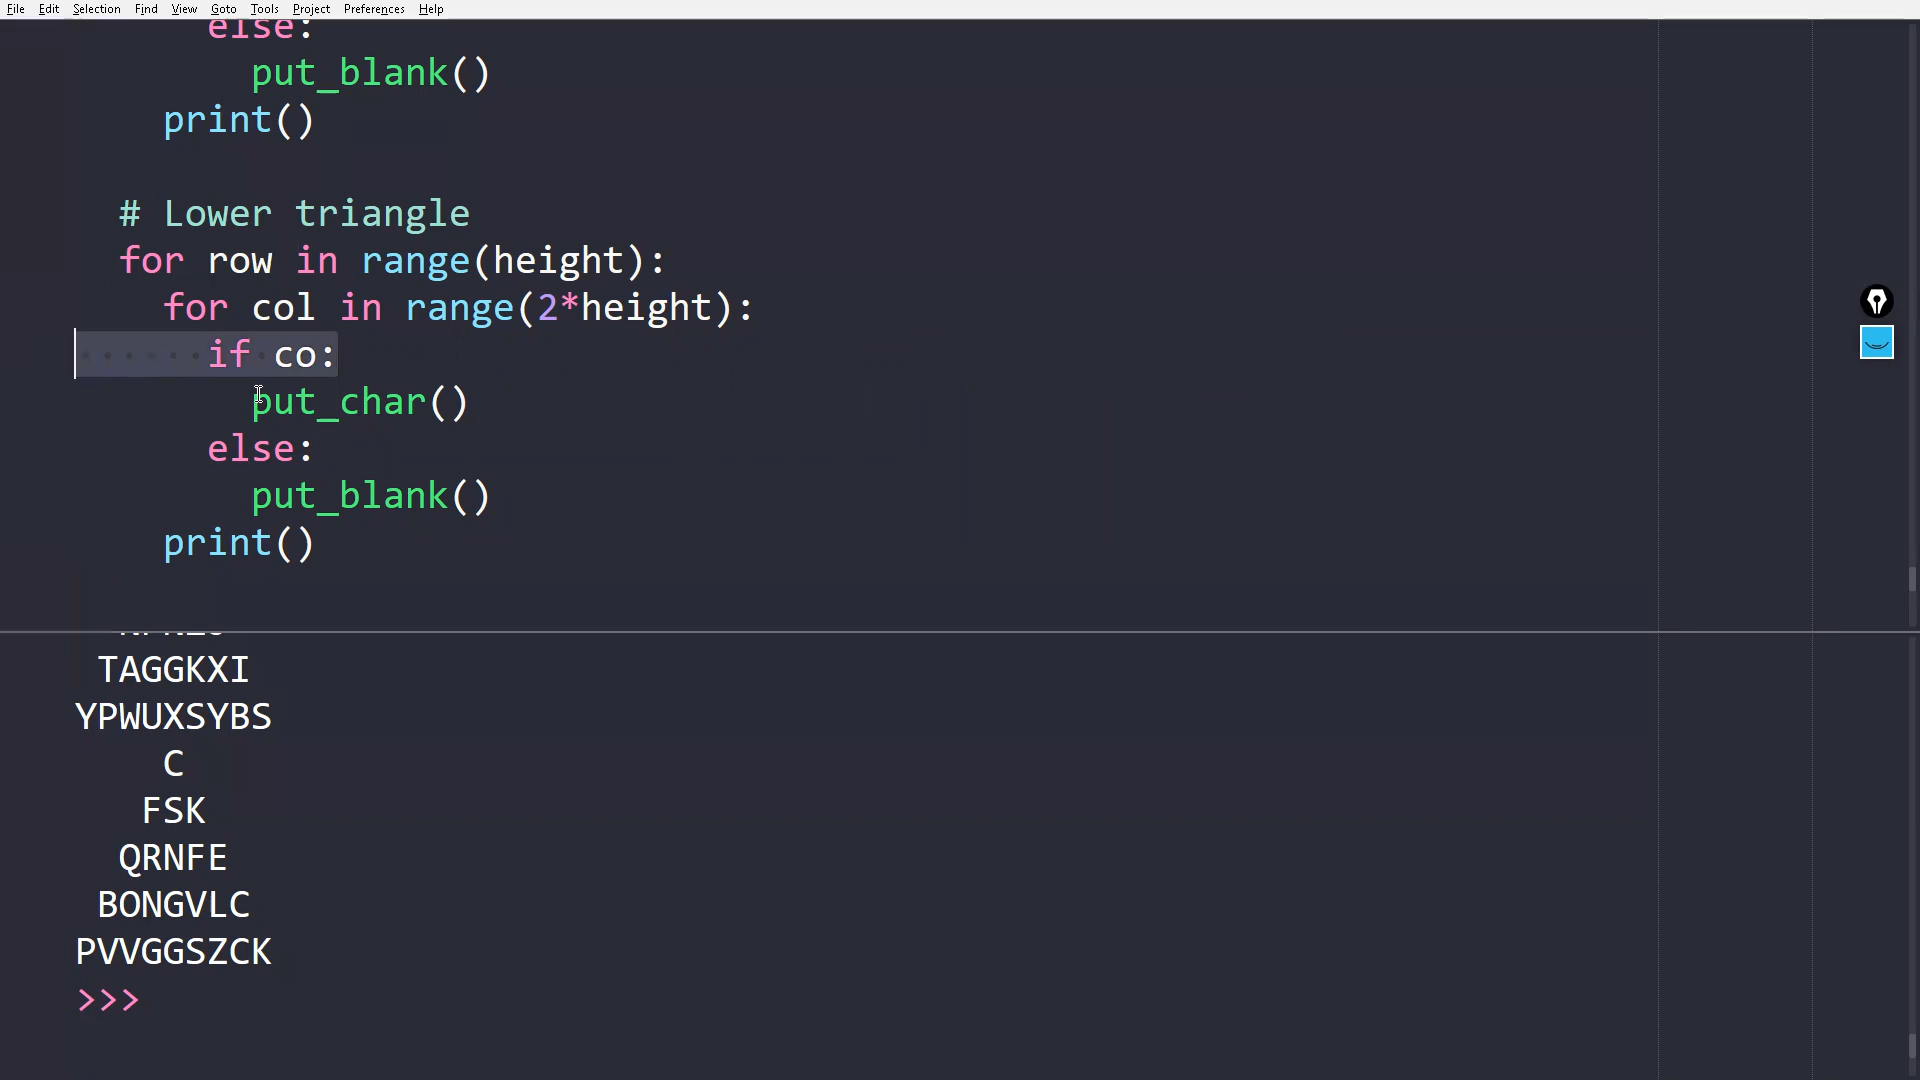 File Edit Selection Find View Goto Tools Project Preferences Help
else:
put_blank()
print()
# Lower triangle
for row in range(height):
for col in range(2*height):
if co:
put_char()
else:
put_blank()
print()
TAGGKXI
YPWUXSYBS
C
FSK
QRNFE
BONGVLC
PVVGGSZCK
>>>